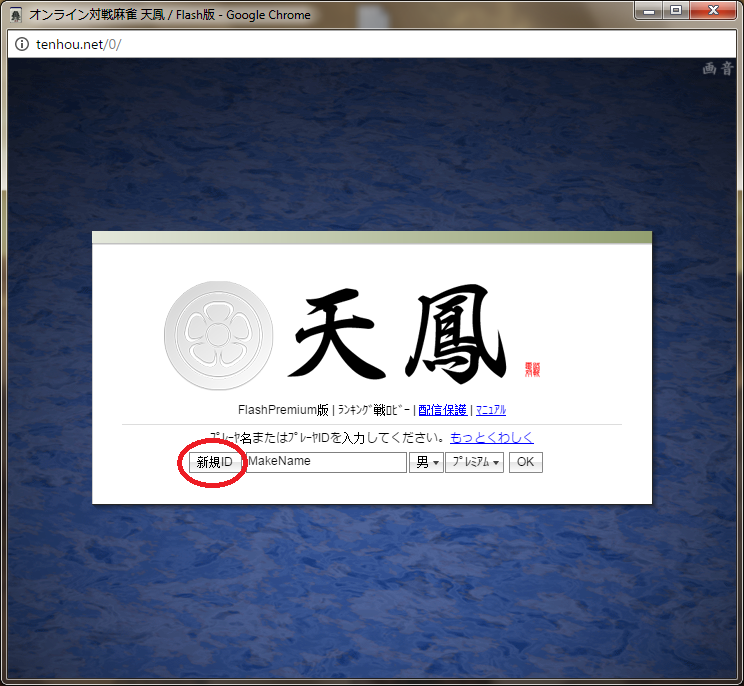 オンライン対戦麻雀 天鳳 / Flash版 - Google Chrome
tenhou.net/0/
画 音
天鳳
FlashPremium版 | ﾗﾝｷﾝｸﾞ戦ﾛﾋﾞｰ | 配信保護 | ﾏﾆｭｱﾙ
ﾌﾟﾚｰﾔ名またはﾌﾟﾚｰﾔIDを入力してください。もっとくわしく
新規ID MakeName 男 ﾌﾟﾚﾐｱﾑ OK